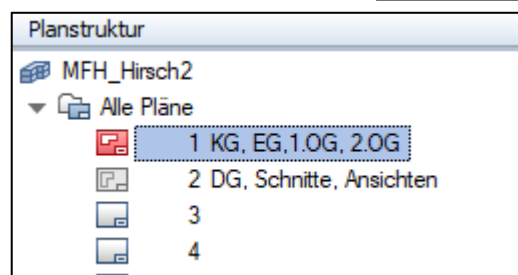 Planstruktur
MFH_Hirsch2
Alle Pläne
1 KG, EG,1.OG, 2.OG
2 DG, Schnitte, Ansichten
3
4